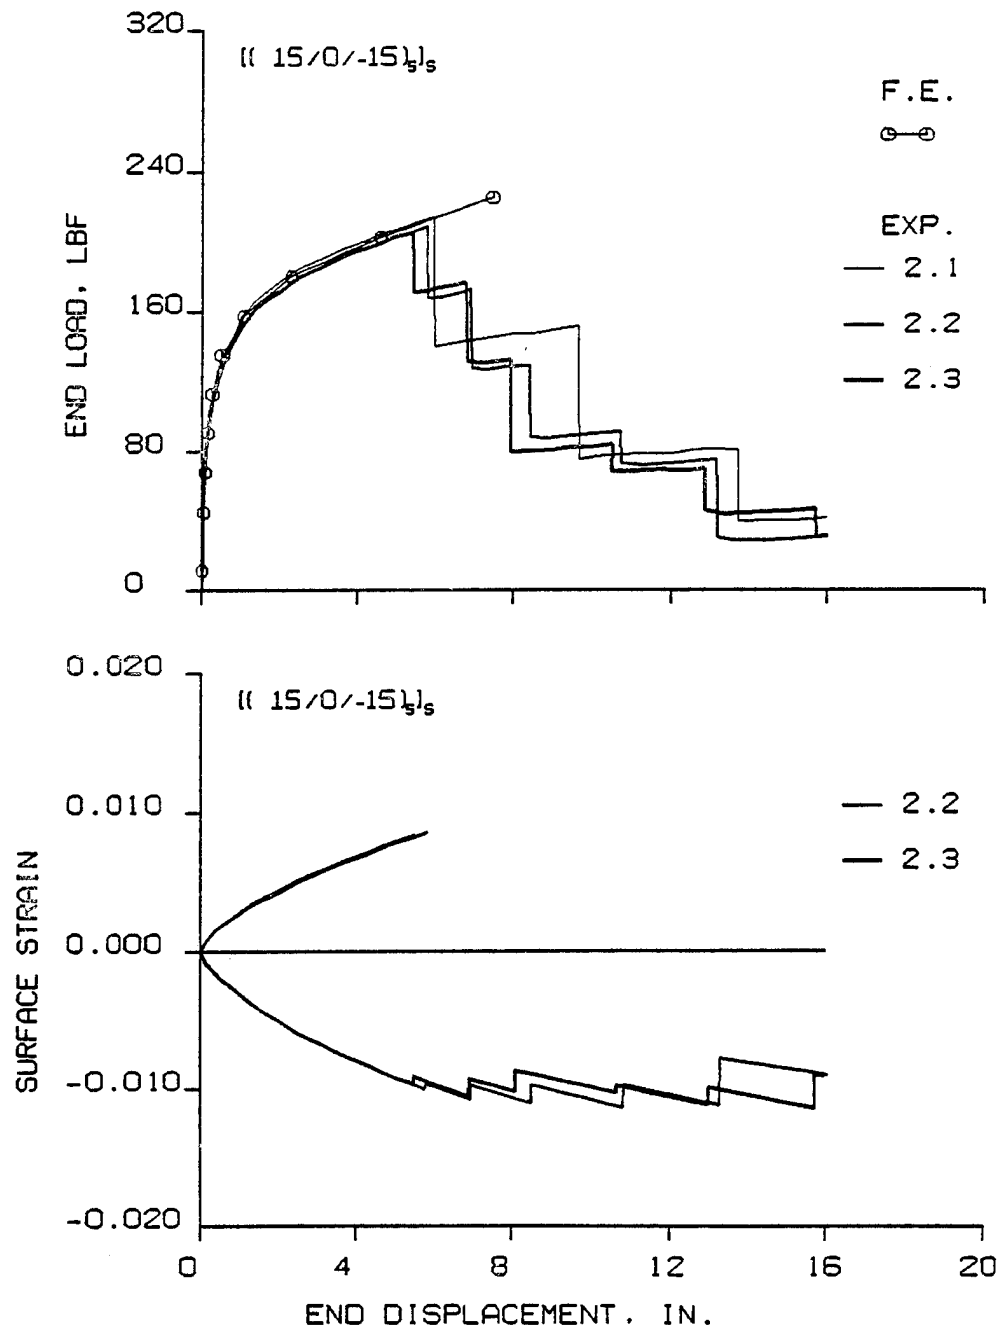 320
[( 15/0/-15)s]s
F.E.
240
END LOAD, LBF
EXP.
2.1
160
2.2
2.3
80
0
0.020
[( 15/0/-15)s]s
0.010
2.2
2.3
SURFACE STRAIN
0.000
-0.010
-0.020
0 4 8 12 16 20
END DISPLACEMENT, IN.